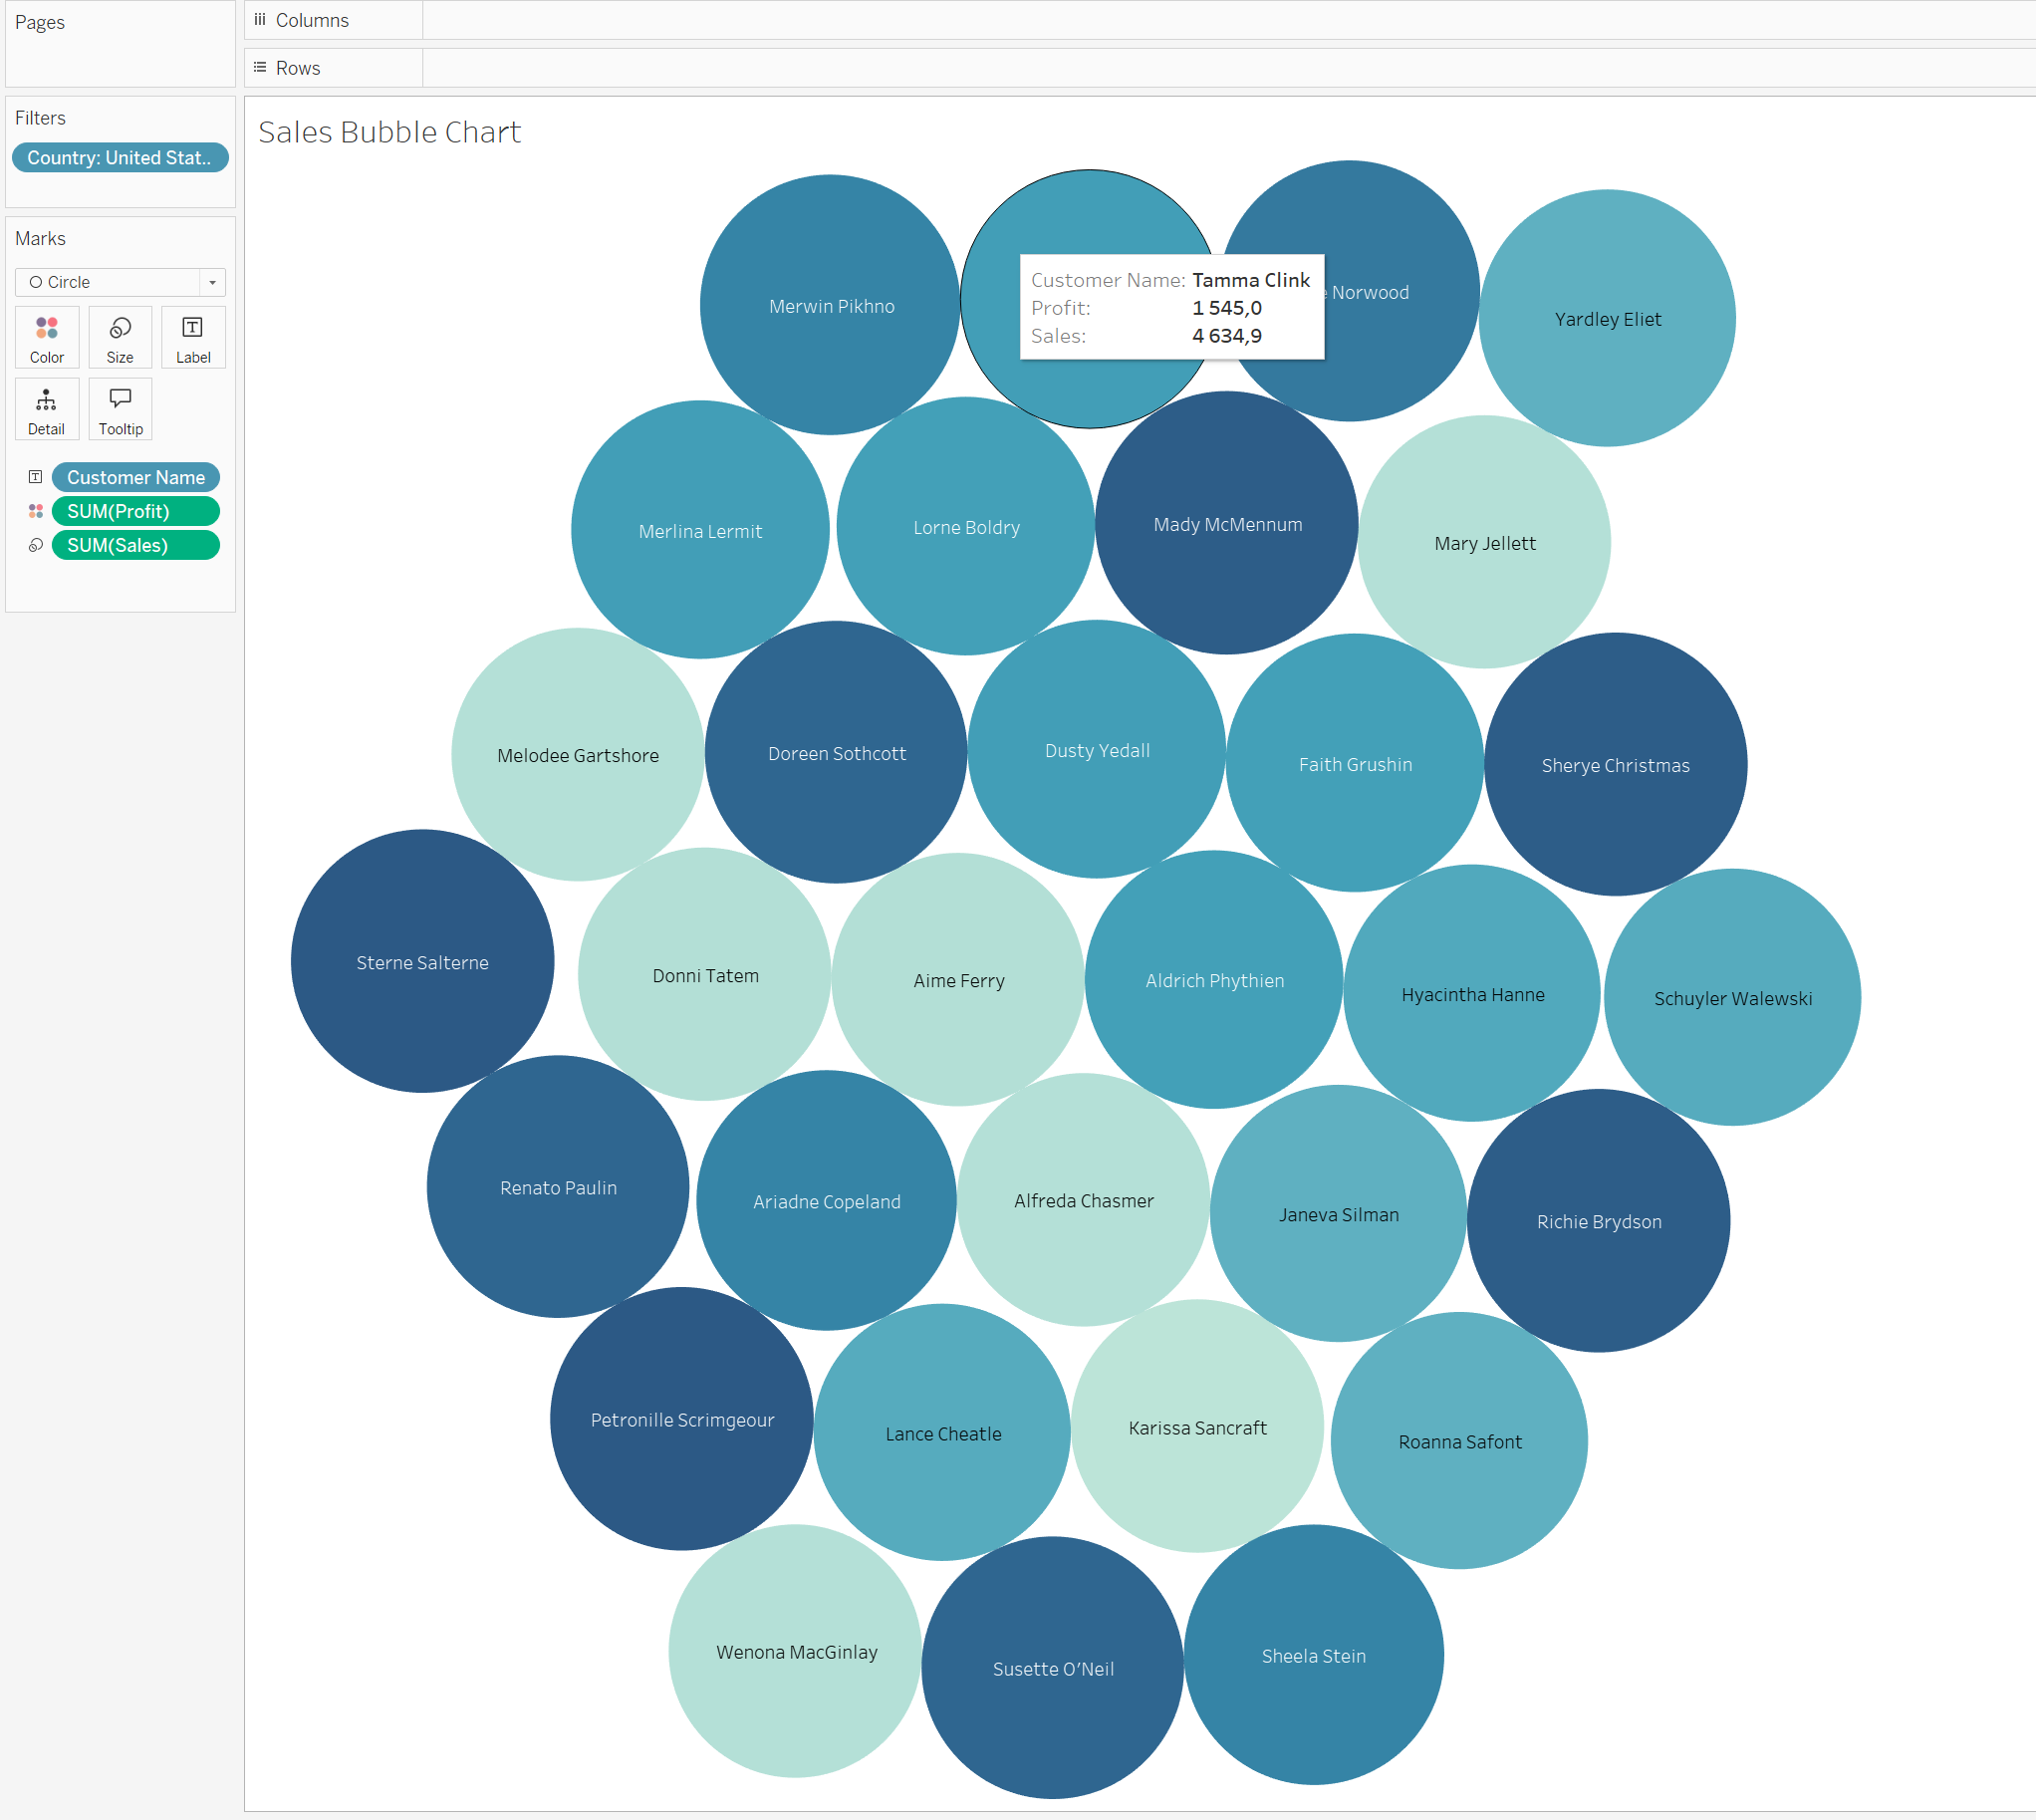 Pages
Columns
Rows
Filters
Country: United Stat..
Marks
Circle
Color
Size
Label
Detail
Tooltip
Customer Name
SUM(Profit)
SUM(Sales)
Sales Bubble Chart
Customer Name: Tamma Clink
Profit: 1 545,0
Sales: 4 634,9
Merwin Pikhno
Norwood
Yardley Eliet
Merlina Lermit
Lorne Boldry
Mady McMennum
Mary Jellett
Melodee Gartshore
Doreen Sothcott
Dusty Yedall
Faith Grushin
Sherye Christmas
Sterne Salterne
Donni Tatem
Aime Ferry
Aldrich Phythien
Hyacintha Hanne
Schuyler Walewski
Renato Paulin
Ariadne Copeland
Alfreda Chasmer
Janeva Silman
Richie Brydson
Petronille Scrimgeour
Lance Cheatle
Karissa Sancraft
Roanna Safont
Wenona MacGinlay
Susette O’Neil
Sheela Stein